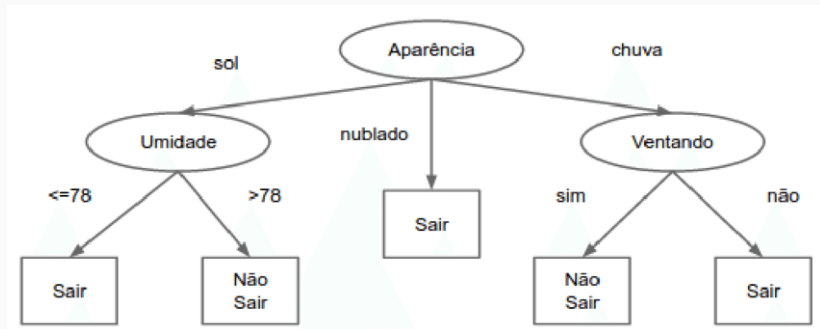 Aparência
sol
chuva
Umidade
nublado
Ventando
<=78
>78
Sair
sim
não
Sair
Não
Sair
Não
Sair
Sair